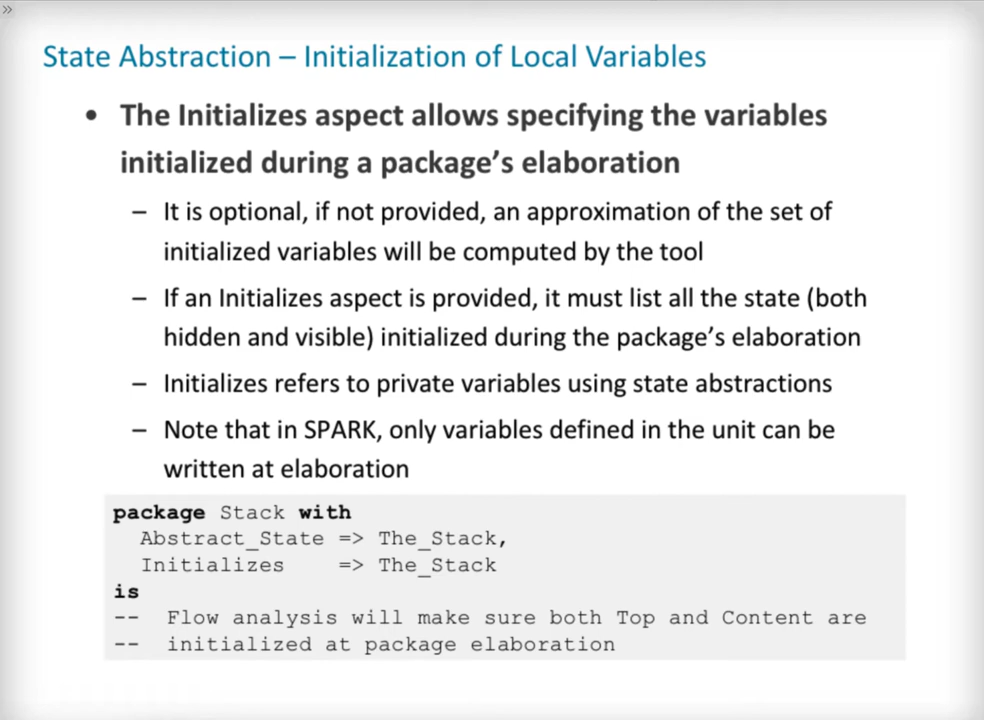 »
State Abstraction – Initialization of Local Variables
• The Initializes aspect allows specifying the variables
initialized during a package’s elaboration
– It is optional, if not provided, an approximation of the set of
initialized variables will be computed by the tool
– If an Initializes aspect is provided, it must list all the state (both
hidden and visible) initialized during the package’s elaboration
– Initializes refers to private variables using state abstractions
– Note that in SPARK, only variables defined in the unit can be
written at elaboration
package Stack with
  Abstract_State => The_Stack,
  Initializes    => The_Stack
is
--  Flow analysis will make sure both Top and Content are
--  initialized at package elaboration